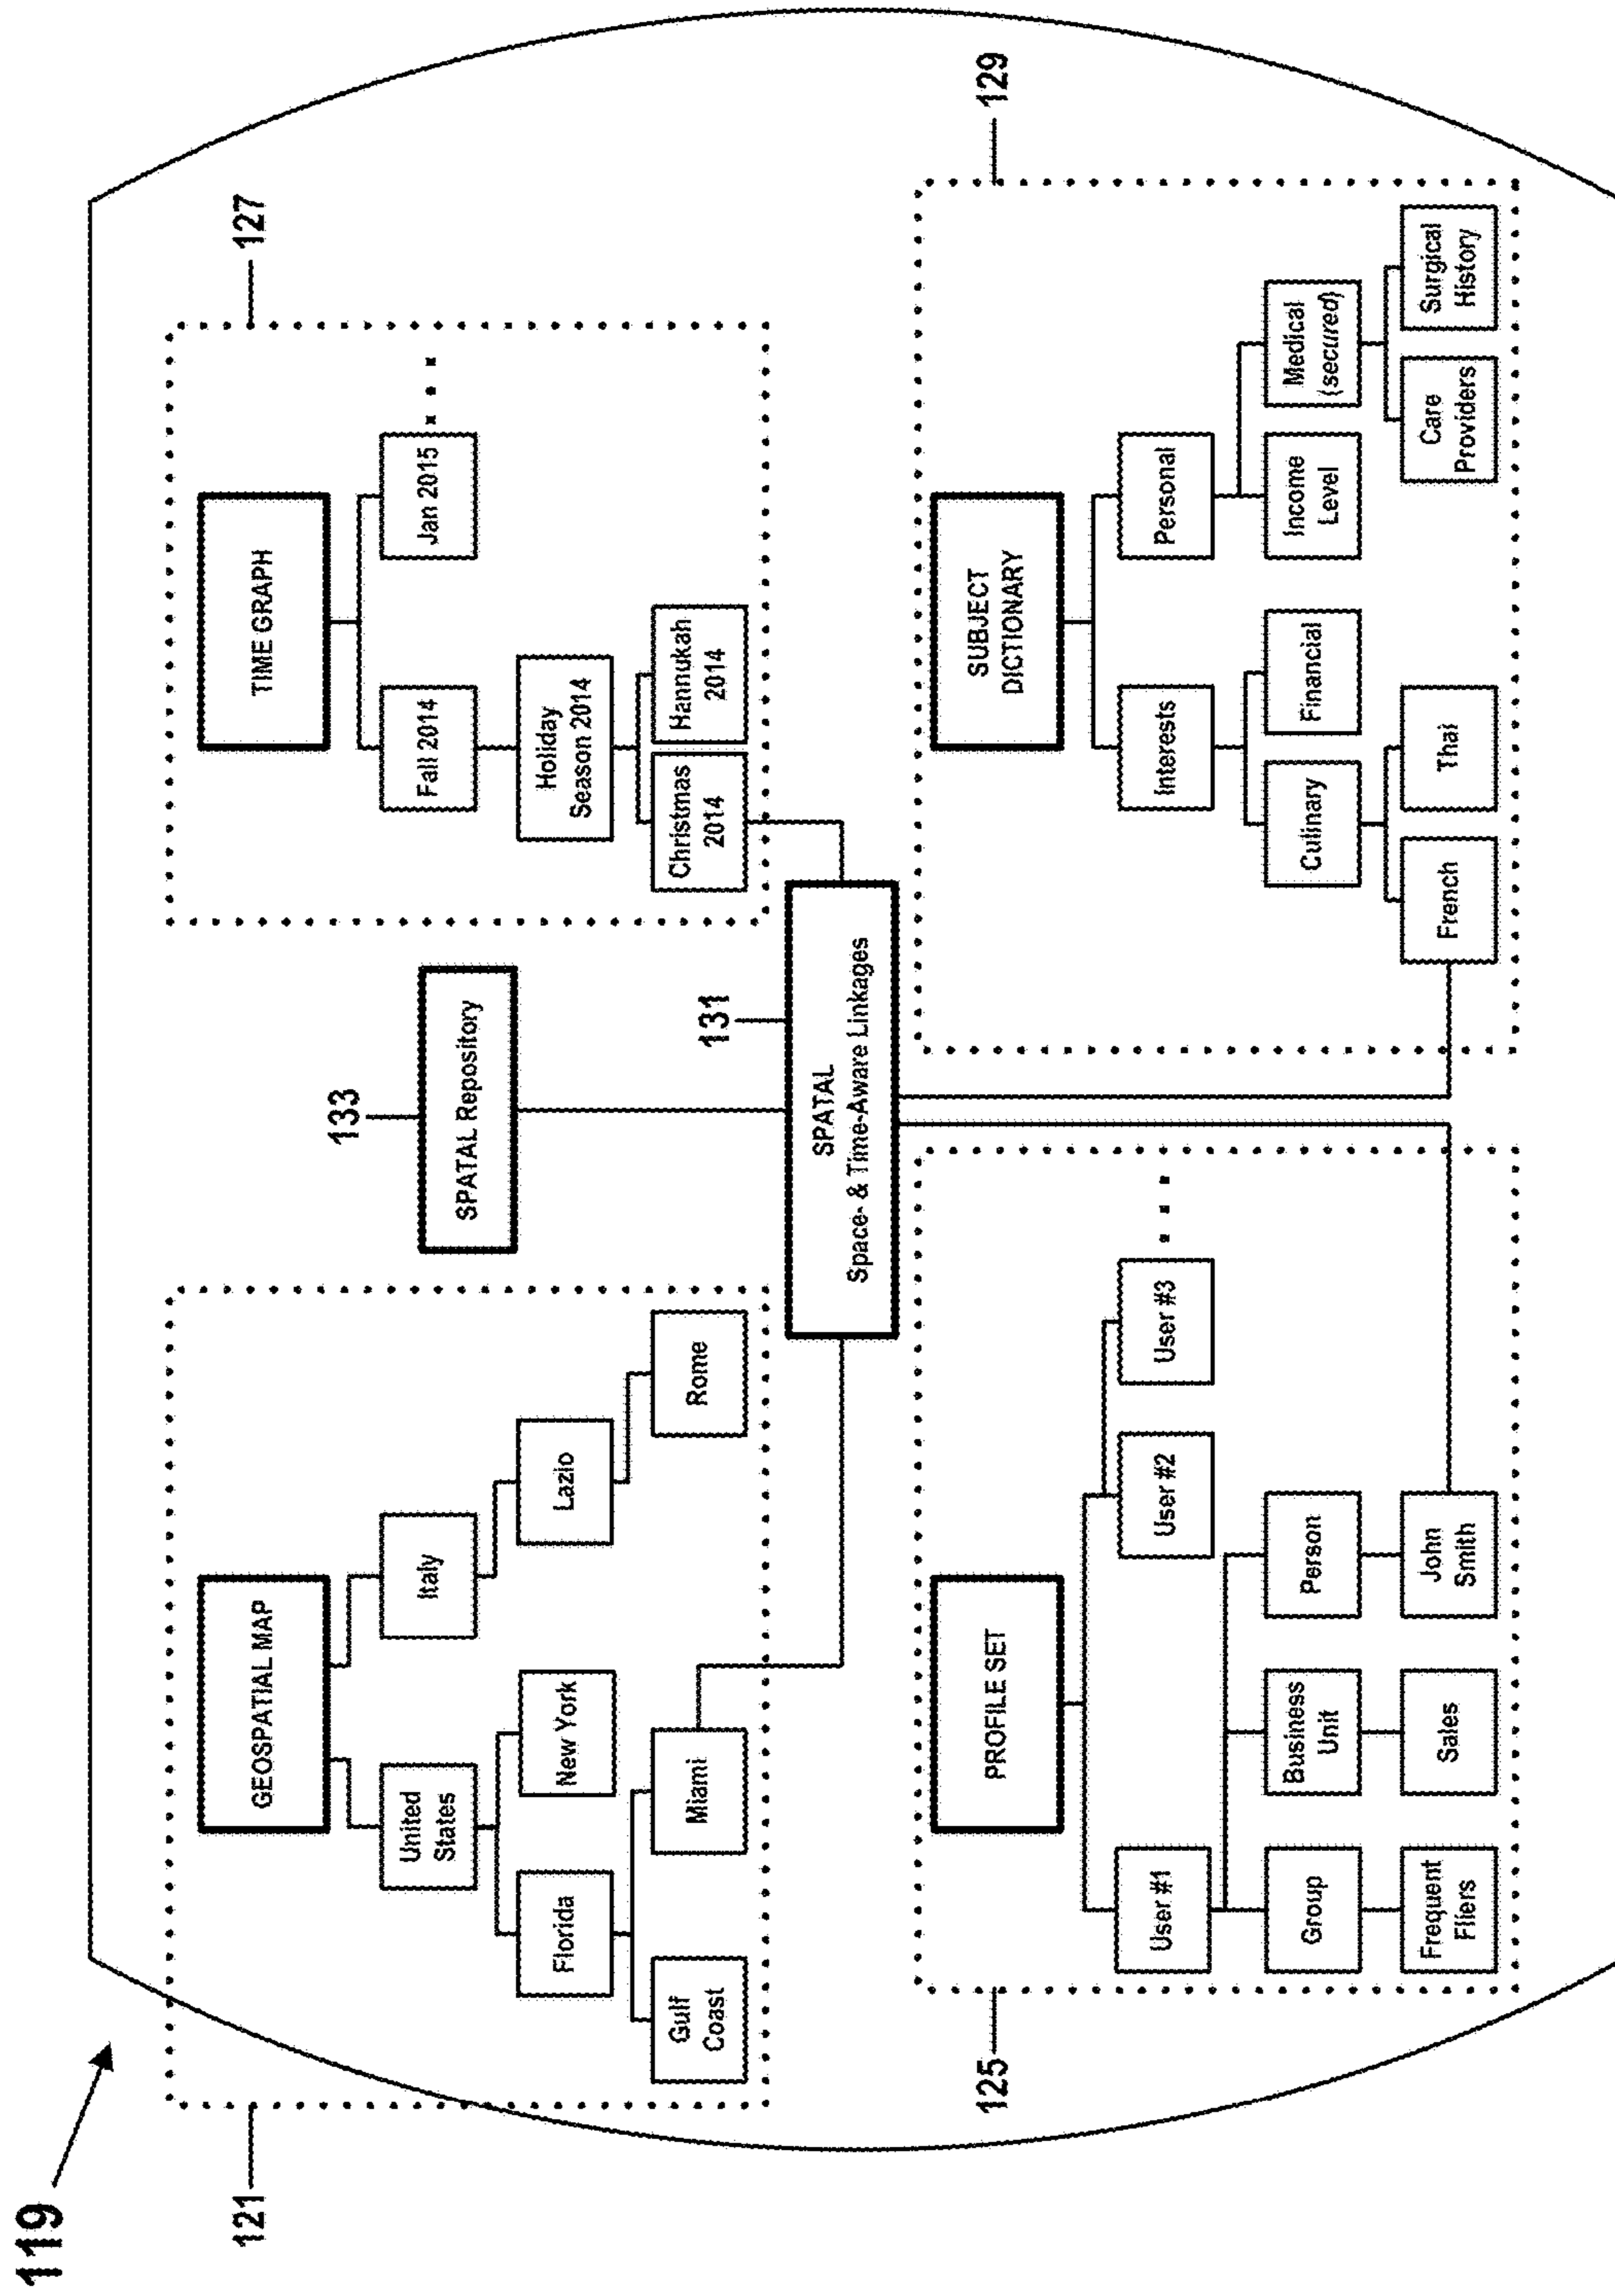 119
121
GEOSPATIAL MAP
United
States
Italy
Florida
New York
Lazio
Gulf
Coast
Miami
Rome
133
SPATAL Repository
127
TIME GRAPH
Fall 2014
Jan 2015
Holiday
Season 2014
Christmas
2014
Hannukah
2014
131
SPATAL
Space- & Time-Aware Linkages
125
PROFILE SET
User #1
User #2
User #3
Group
Business
Unit
Person
Frequent
Fliers
Sales
John
Smith
129
SUBJECT
DICTIONARY
Interests
Personal
Culinary
Financial
Income
Level
Medical
(secured)
French
Thai
Care
Providers
Surgical
History